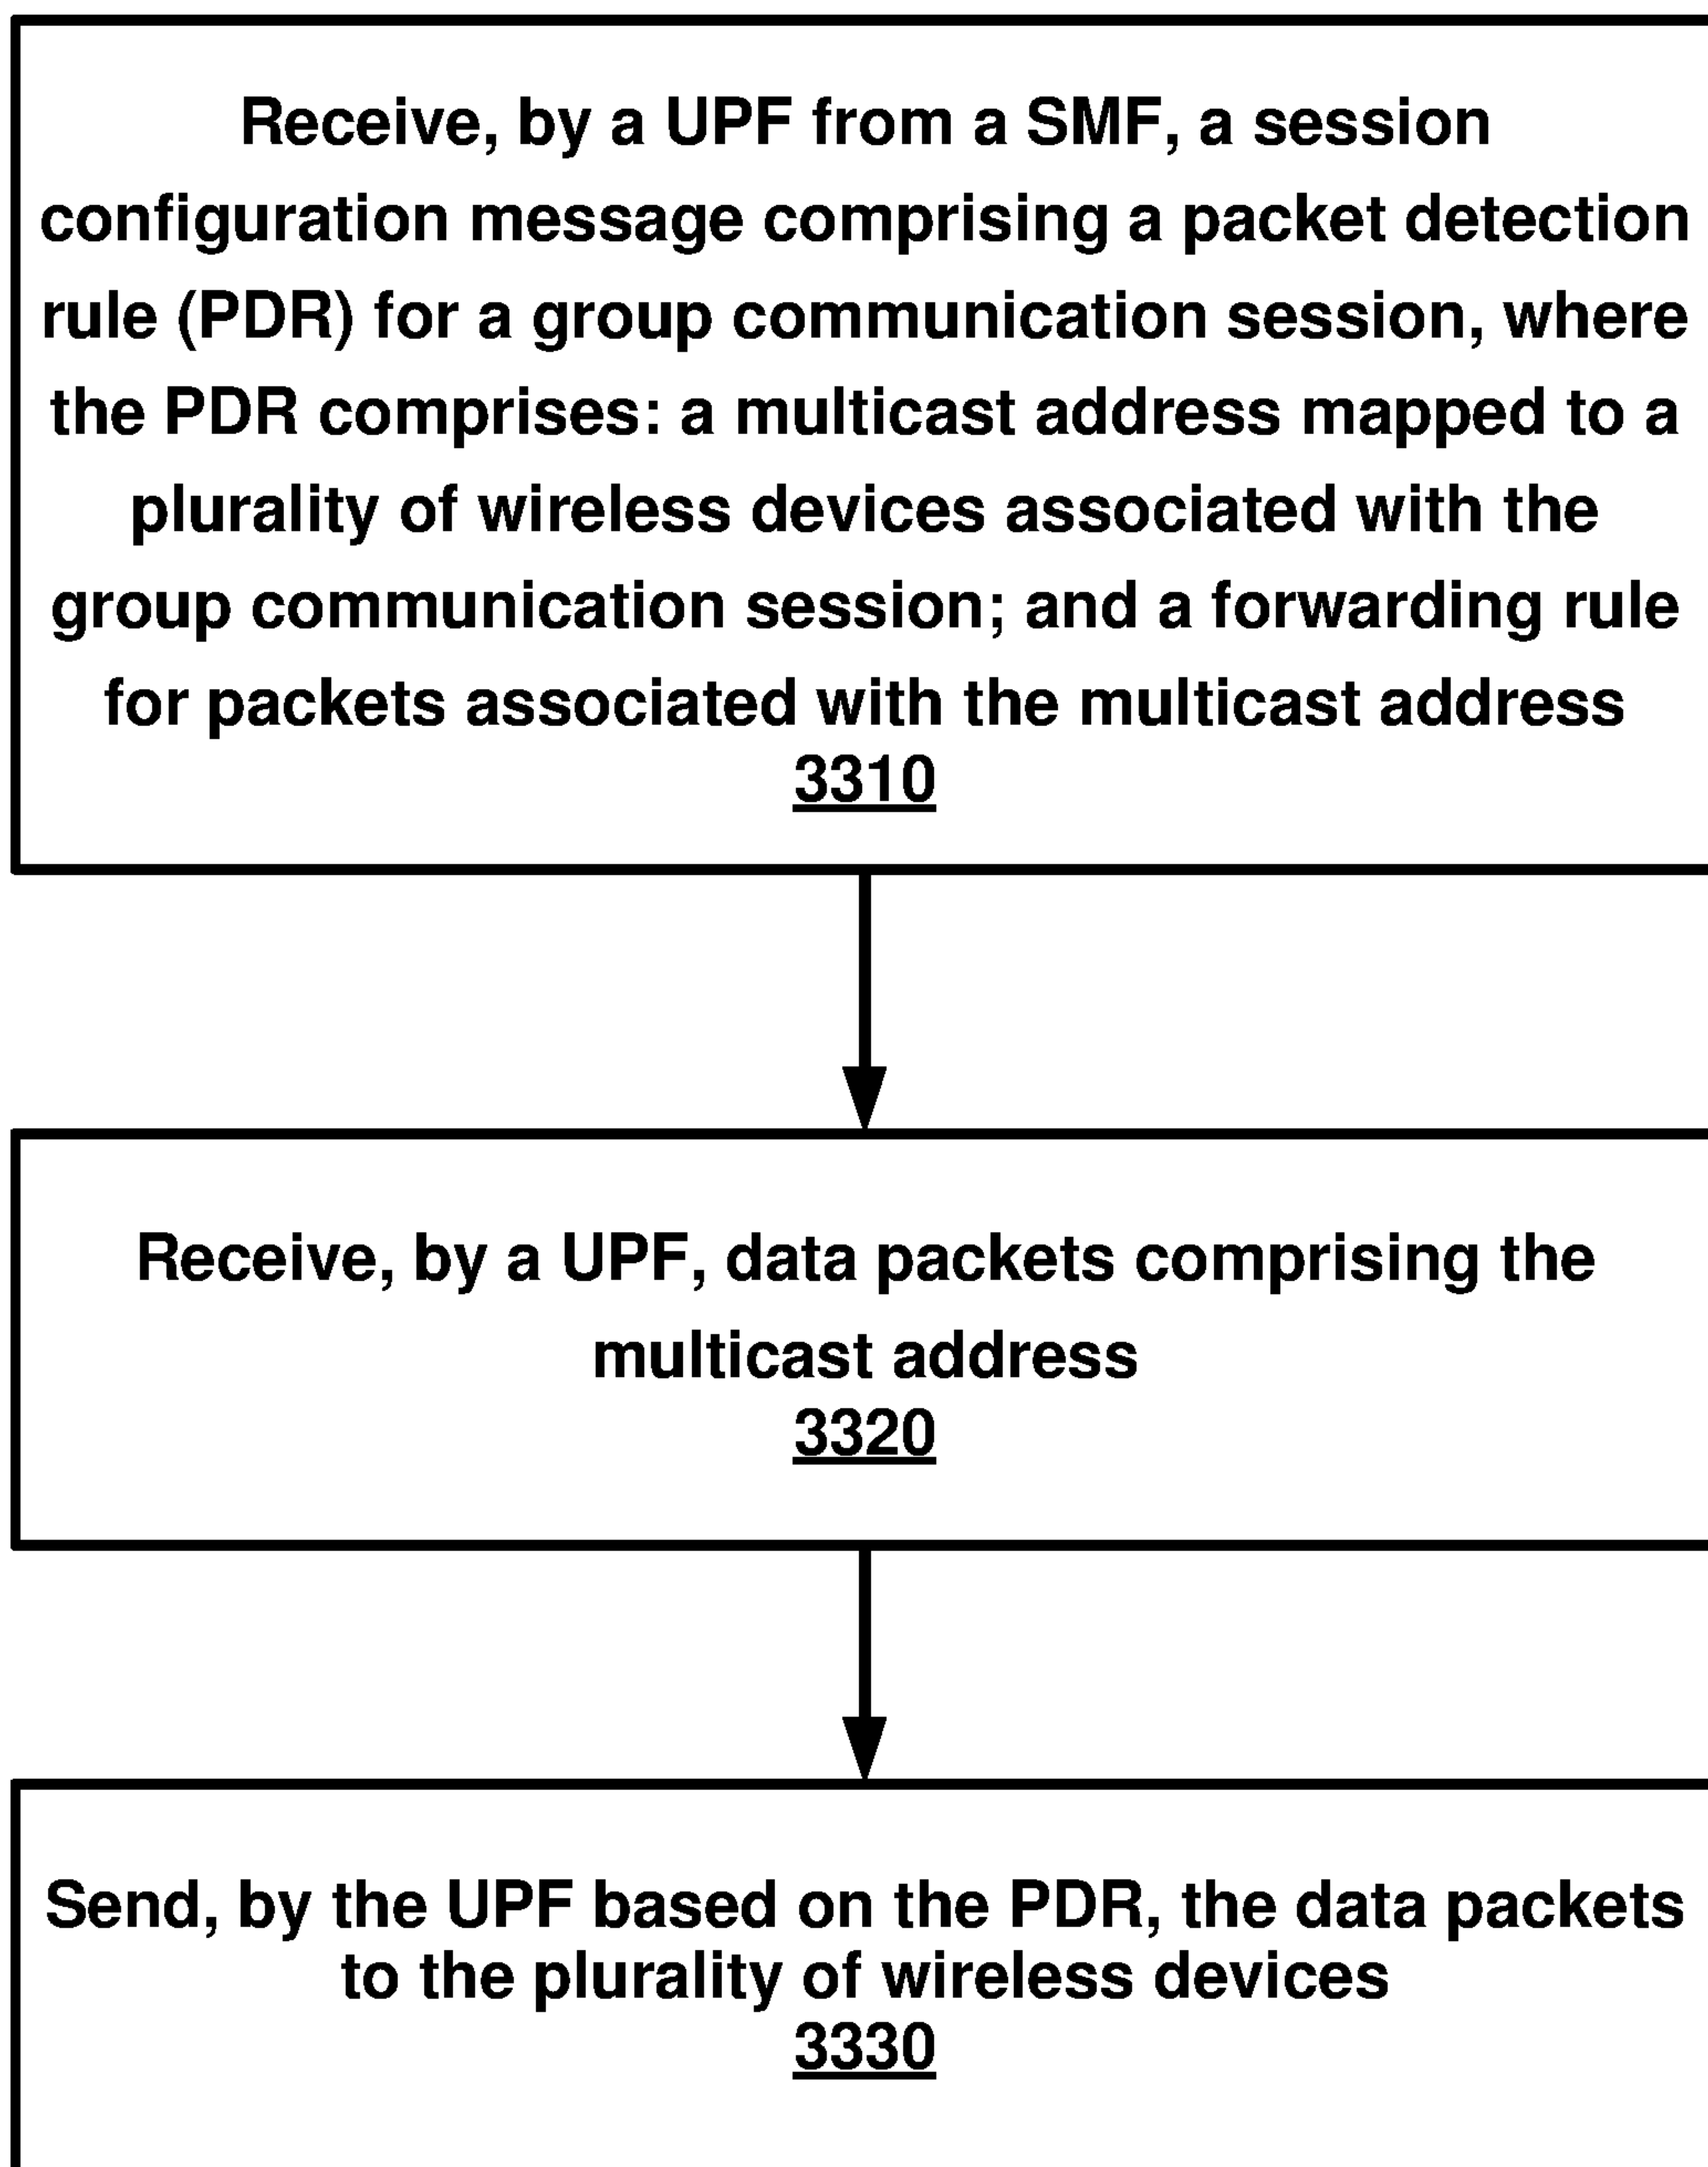 Receive, by a UPF from a SMF, a session
configuration message comprising a packet detection
rule (PDR) for a group communication session, where
the PDR comprises: a multicast address mapped to a
plurality of wireless devices associated with the
group communication session; and a forwarding rule
for packets associated with the multicast address
3310
Receive, by a UPF, data packets comprising the
multicast address
3320
Send, by the UPF based on the PDR, the data packets
to the plurality of wireless devices
3330